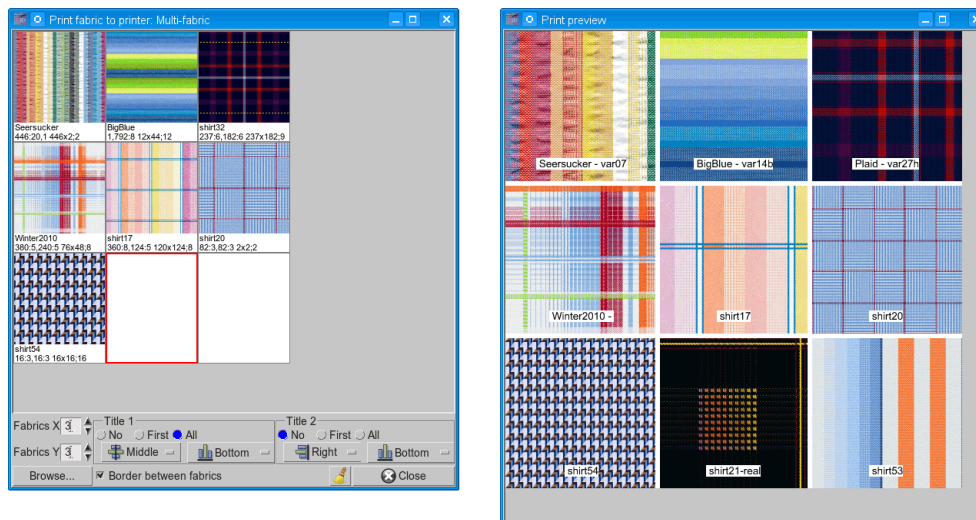 Print fabric to printer: Multi-fabric
Seersucker
446:20,1 446x2;2
BigBlue
1,792:8 12x44;12
shirt32
237:6,182:6 237x182;9
Winter2010
380:5,240:5 76x48;8
shirt17
360:8,124:5 120x124;8
shirt20
82:3,82:3 2x2;2
shirt54
16:3,16:3 16x16;16
Fabrics X 3
Fabrics Y 3
Title 1
No First All
Middle Bottom
Title 2
No First All
Right Bottom
Browse... Border between fabrics Close
Print preview
Seersucker - var07
BigBlue - var14b
Plaid - var27h
Winter2010 -
shirt17
shirt20
shirt54
shirt21-real
shirt53